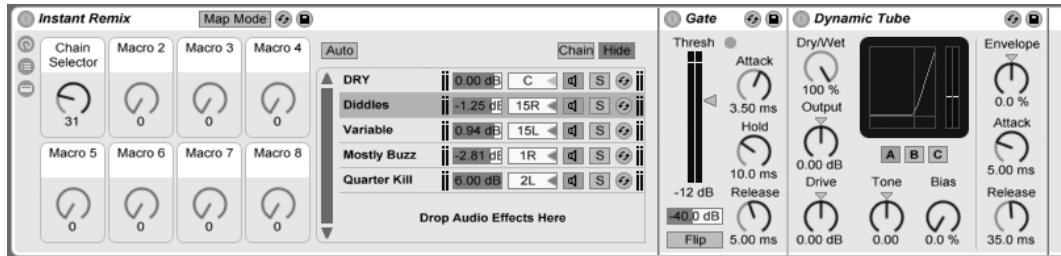 Instant Remix Map Mode
Chain Selector Macro 2 Macro 3 Macro 4
31 0 0 0
Macro 5 Macro 6 Macro 7 Macro 8
0 0 0 0
Auto Chain Hide
DRY 0.00 dB C S
Diddles -1.25 dB 15R S
Variable 0.94 dB 15L S
Mostly Buzz -2.81 dB 1R S
Quarter Kill 6.00 dB 2L S
Drop Audio Effects Here
Gate
Thresh
Attack
3.50 ms
Hold
10.0 ms
-12 dB
Release
-40.0 dB
Flip 5.00 ms
Dynamic Tube
Dry/Wet
100 %
Output
0.00 dB
A B C
Drive Tone Bias
0.00 dB 0.00 0.0 %
Envelope
0.0 %
Attack
5.00 ms
Release
35.0 ms